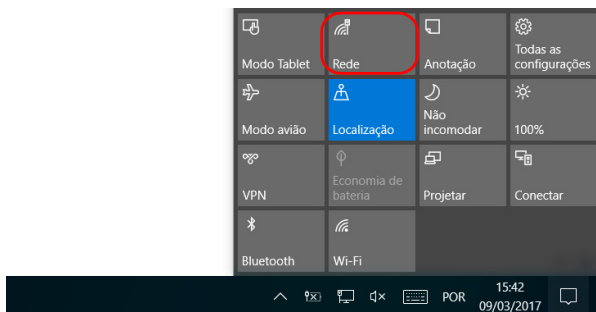 Modo Tablet
Rede
Anotação
Todas as
configurações
Modo avião
Localização
Não
incomodar
100%
VPN
Economia de
bateria
Projetar
Conectar
Bluetooth
Wi-Fi
POR
15:42
09/03/2017